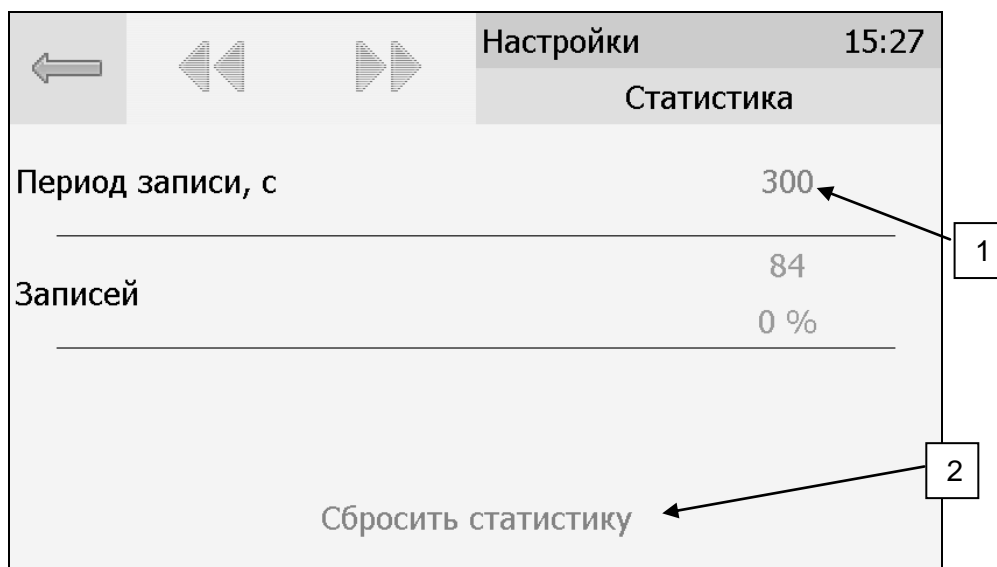 Настройки 15:27
Статистика
Период записи, с 300
1
84
Записей
0 %
2
Сбросить статистику